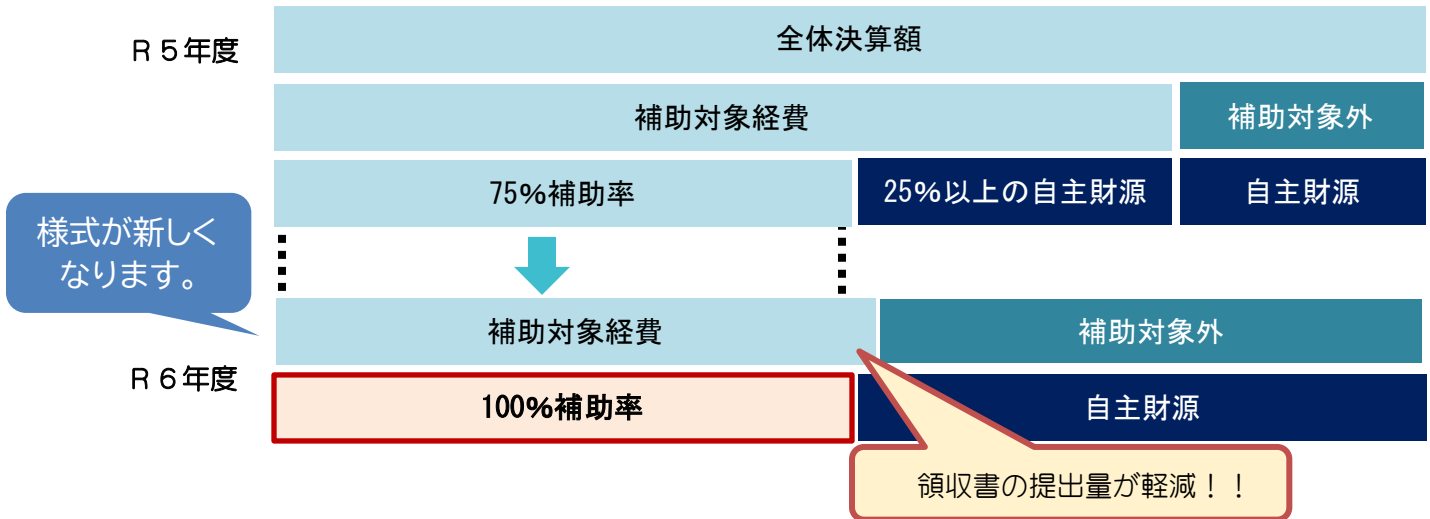 R5年度
全体決算額
補助対象経費
補助対象外
75%補助率
25%以上の自主財源
自主財源
様式が新しく
なります。
補助対象経費
補助対象外
R6年度
100%補助率
自主財源
領収書の提出量が軽減！！